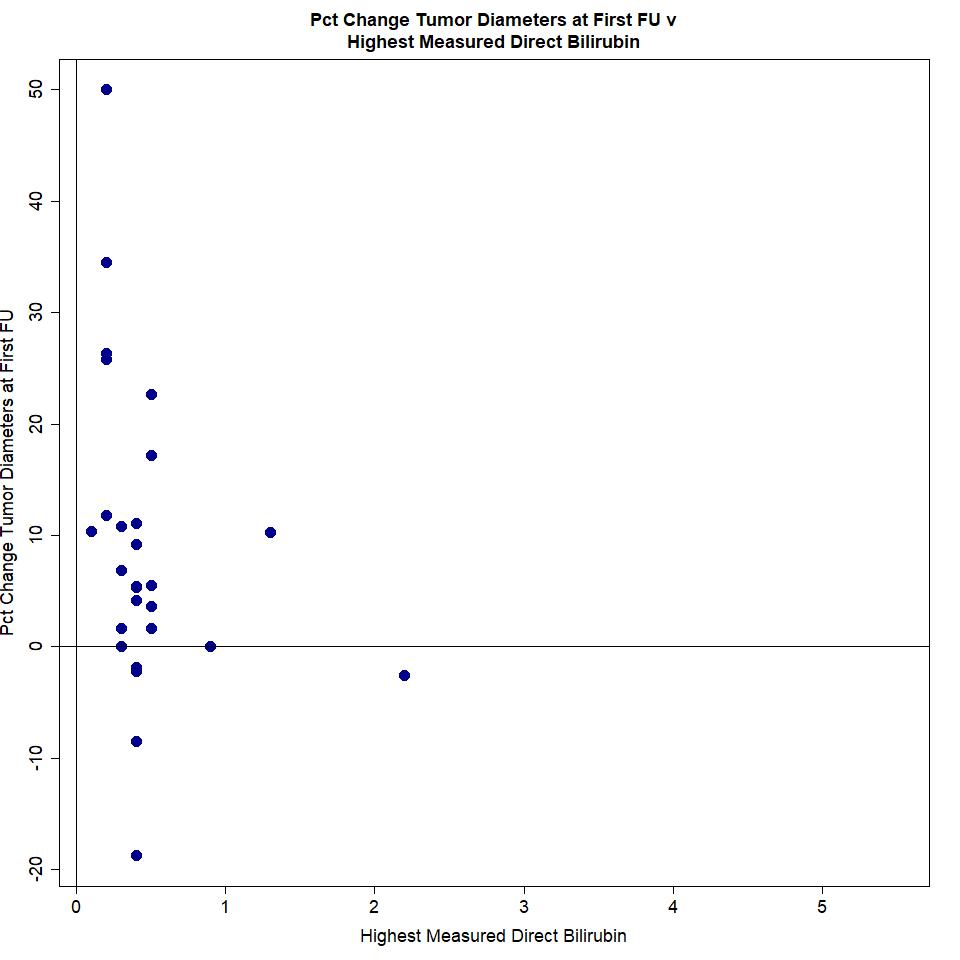 Pct Change Tumor Diameters at First FU v
Highest Measured Direct Bilirubin
Pct Change Tumor Diameters at First FU
50
40
30
20
10
0
-10
-20
0 1 2 3 4 5
Highest Measured Direct Bilirubin